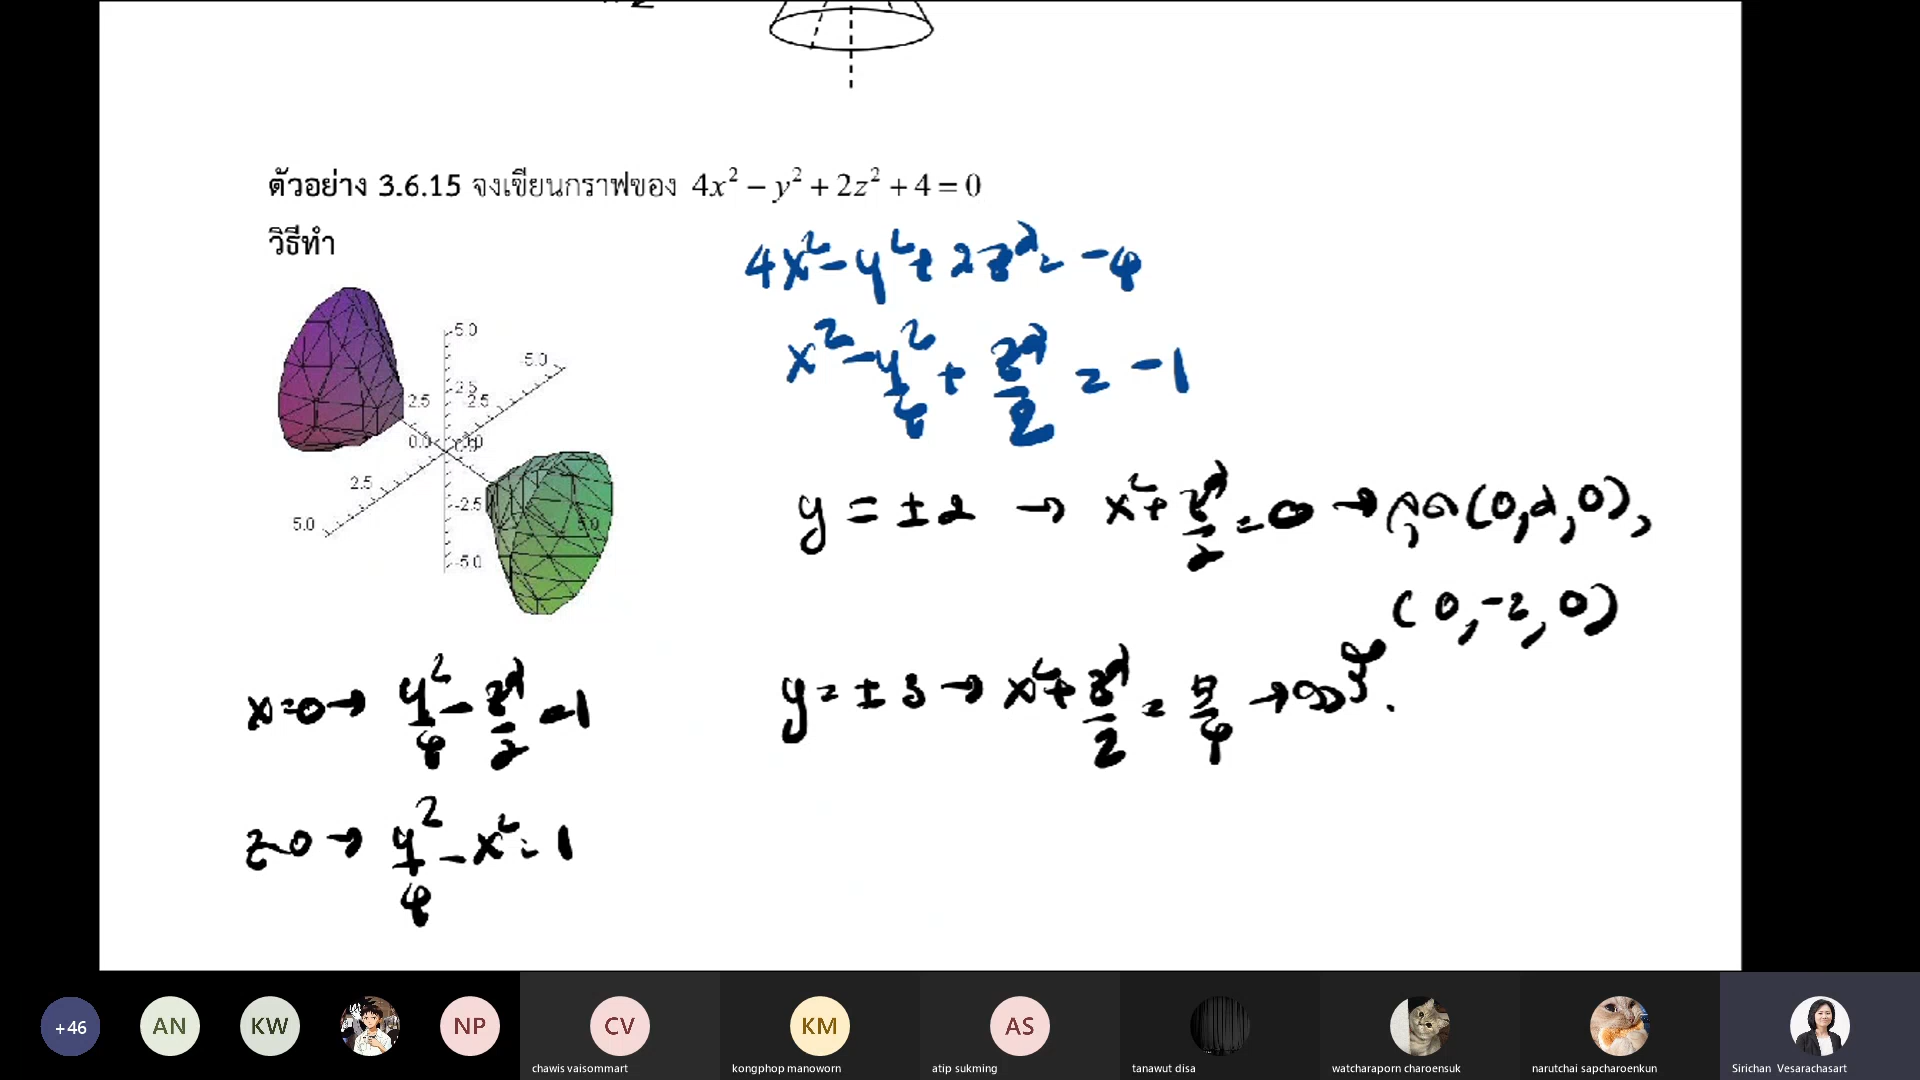 ตัวอย่าง 3.6.15 จงเขียนกราฟของ 4x² − y² + 2z² + 4 = 0
วิธีทำ
4x² − y² + 2z² = −4
x² − y²/4 + z²/2 = −1
5.0
5.0
2.5
2.5
2.5
0.0
0.0
2.5
5.0
-2.5
5.0
-5.0
y = ±2 → x² + z²/2 = 0 → จุด (0,2,0),
(0,−2,0)
y = ±3 → x² + z²/2 = 5/4 → วงรี.
x=0 → y²/4 − z²/2 = 1
z=0 → y²/4 − x² = 1
+46
AN
KW
NP
CV
KM
AS
chawis vaisommart
kongphop manoworn
atip sukming
tanawut disa
watcharaporn charoensuk
narutchai sapcharoenkun
Sirichan Vesarachasart